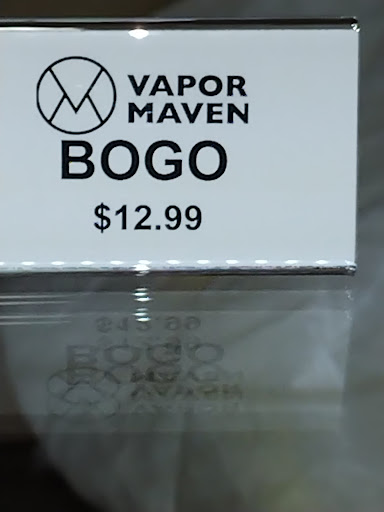 VAPOR
MAVEN
BOGO
$12.99